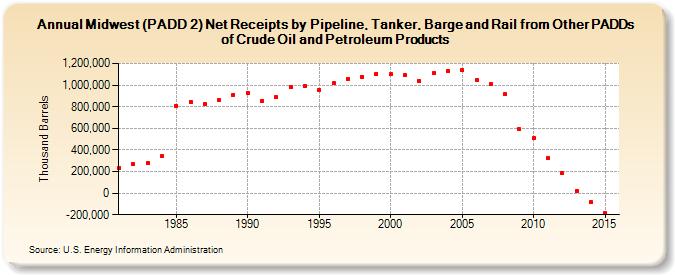 Annual Midwest (PADD 2) Net Receipts by Pipeline, Tanker, Barge and Rail from Other PADDs
of Crude Oil and Petroleum Products
Thousand Barrels
1,200,000
1,000,000
800,000
600,000
400,000
200,000
0
-200,000
1985 1990 1995 2000 2005 2010 2015
Source: U.S. Energy Information Administration